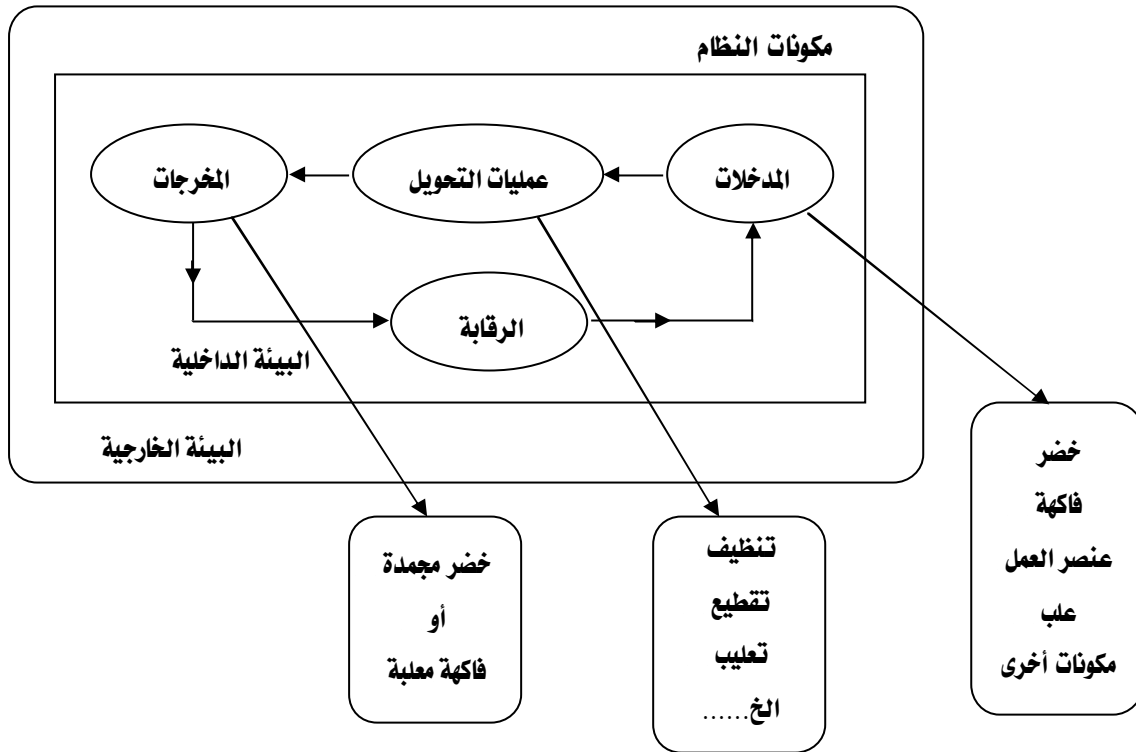 مكونات النظام
المدخلات
عمليات التحويل
المخرجات
الرقابة
البيئة الداخلية
البيئة الخارجية
خضر
فاكهة
عنصر العمل
علب
مكونات أخرى
تنظيف
تقطيع
تعليب
الخ......
خضر مجمدة
أو
فاكهة معلبة